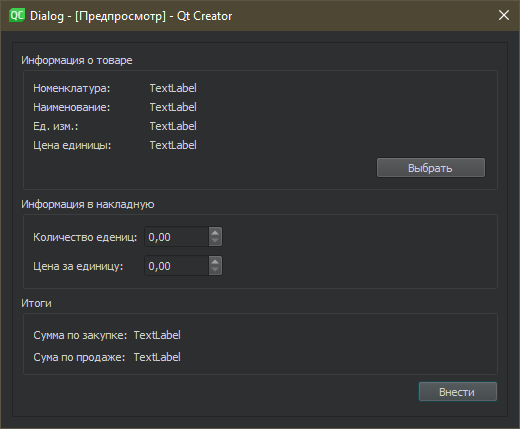 QC Dialog - [Предпросмотр] - Qt Creator
Информация о товаре
Номенклатура: TextLabel
Наименование: TextLabel
Ед. изм.: TextLabel
Цена единицы: TextLabel
Выбрать
Информация в накладную
Количество едениц: 0,00
Цена за единицу: 0,00
Итоги
Сумма по закупке: TextLabel
Сума по продаже: TextLabel
Внести